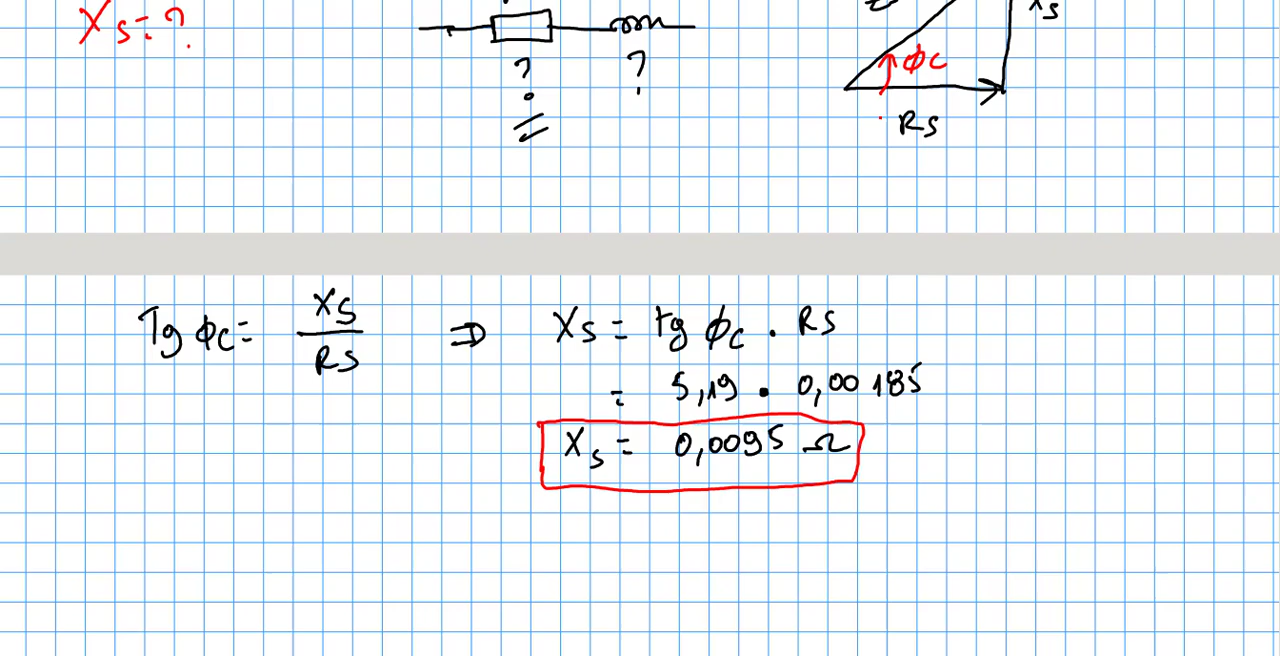 Xs = ?
Xs
? ?
ϕc
Rs
Tg ϕc = Xs / Rs ⇒ Xs = tg ϕc . Rs
= 5,19 . 0,00185
Xs = 0,0095 Ω